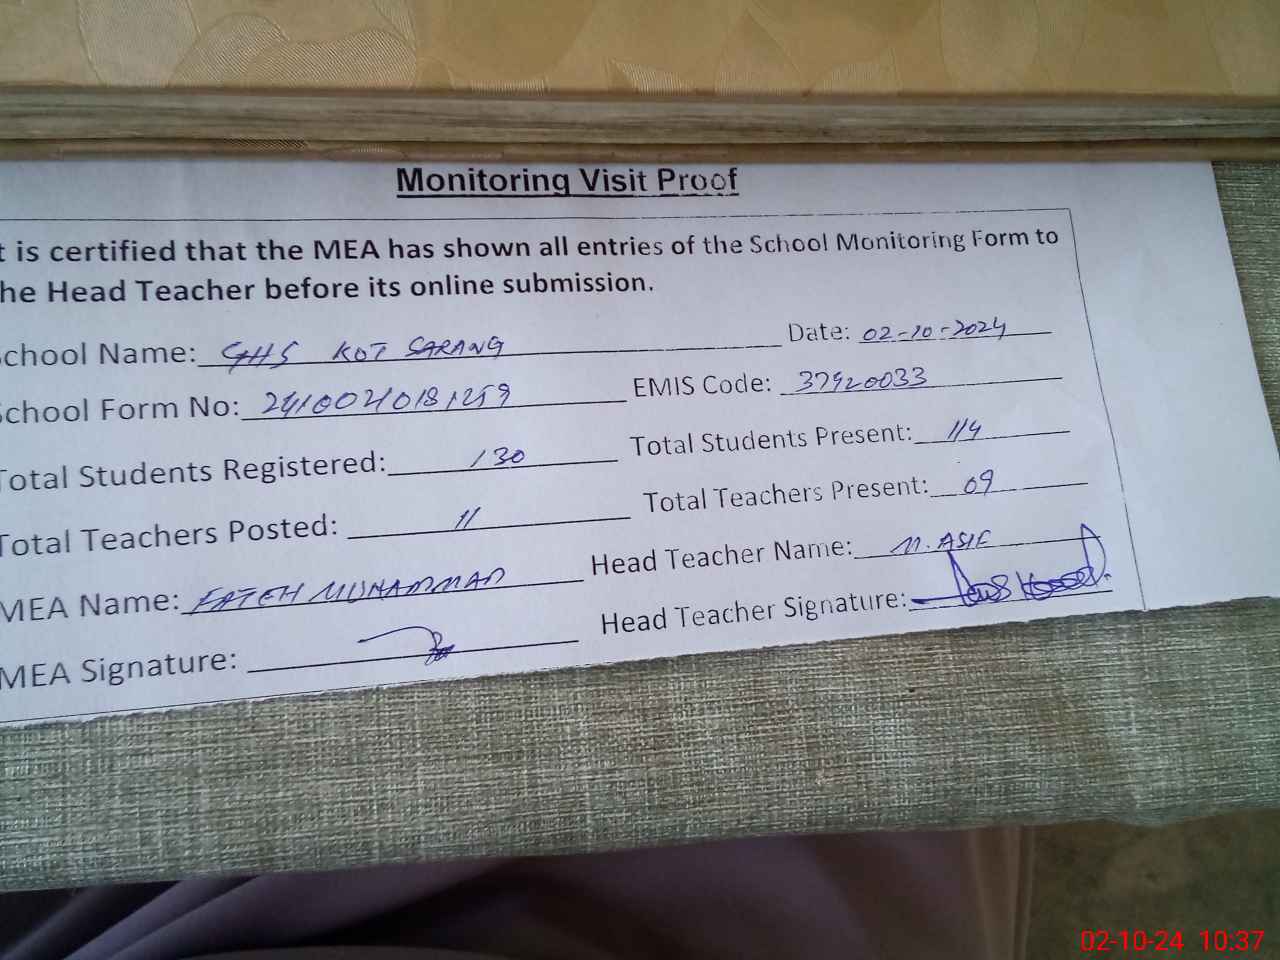 Monitoring Visit Proof
t is certified that the MEA has shown all entries of the School Monitoring Form to
he Head Teacher before its online submission.
School Name: GHS KOT SARANG Date: 02-10-2024
School Form No: 2410021018 1259 EMIS Code: 37920033
Total Students Registered: 130 Total Students Present: 114
Total Teachers Posted: 11 Total Teachers Present: 09
MEA Name: FATEH MUHAMMAD Head Teacher Name: M. ASIF
MEA Signature: Head Teacher Signature:
02-10-24 10:37